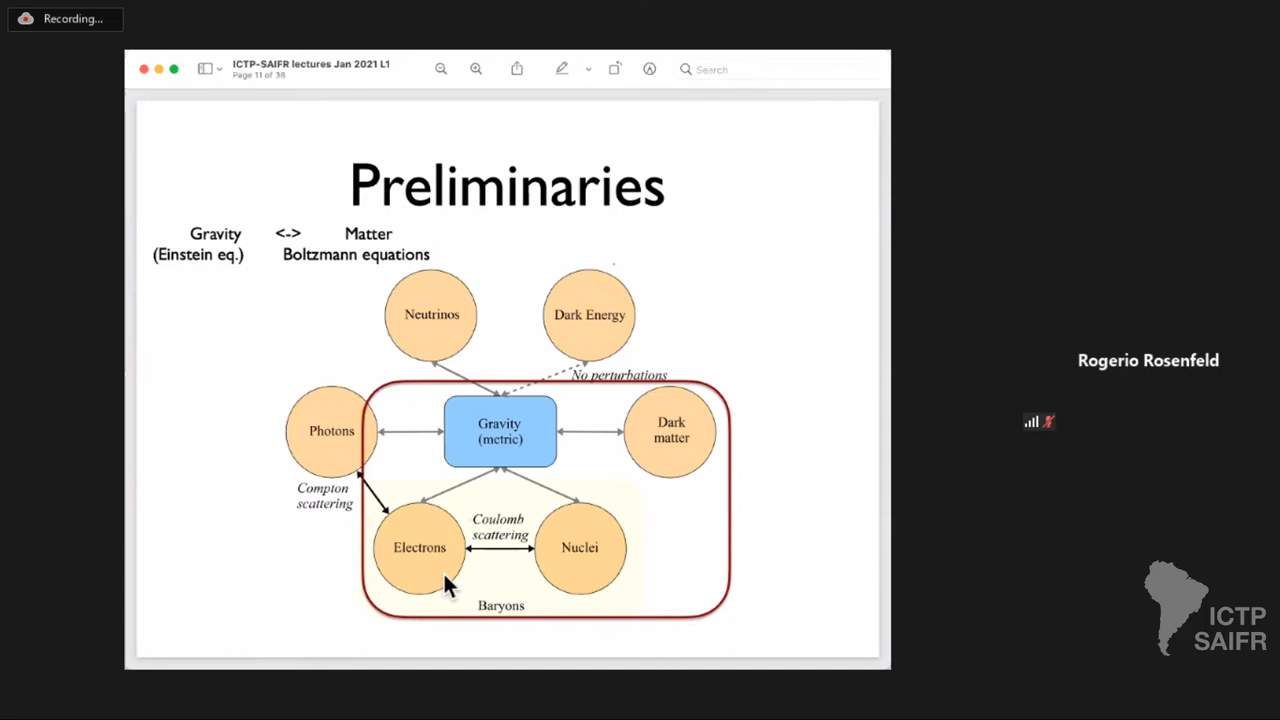 Recording...
ICTP-SAIFR lectures Jan 2021 L1
Page 11 of 38
Search
Preliminaries
Gravity <-> Matter
(Einstein eq.) Boltzmann equations
Neutrinos
Dark Energy
No perturbations
Photons
Gravity
(metric)
Dark
matter
Compton
scattering
Coulomb
scattering
Electrons
Nuclei
Baryons
Rogerio Rosenfeld
ICTP
SAIFR